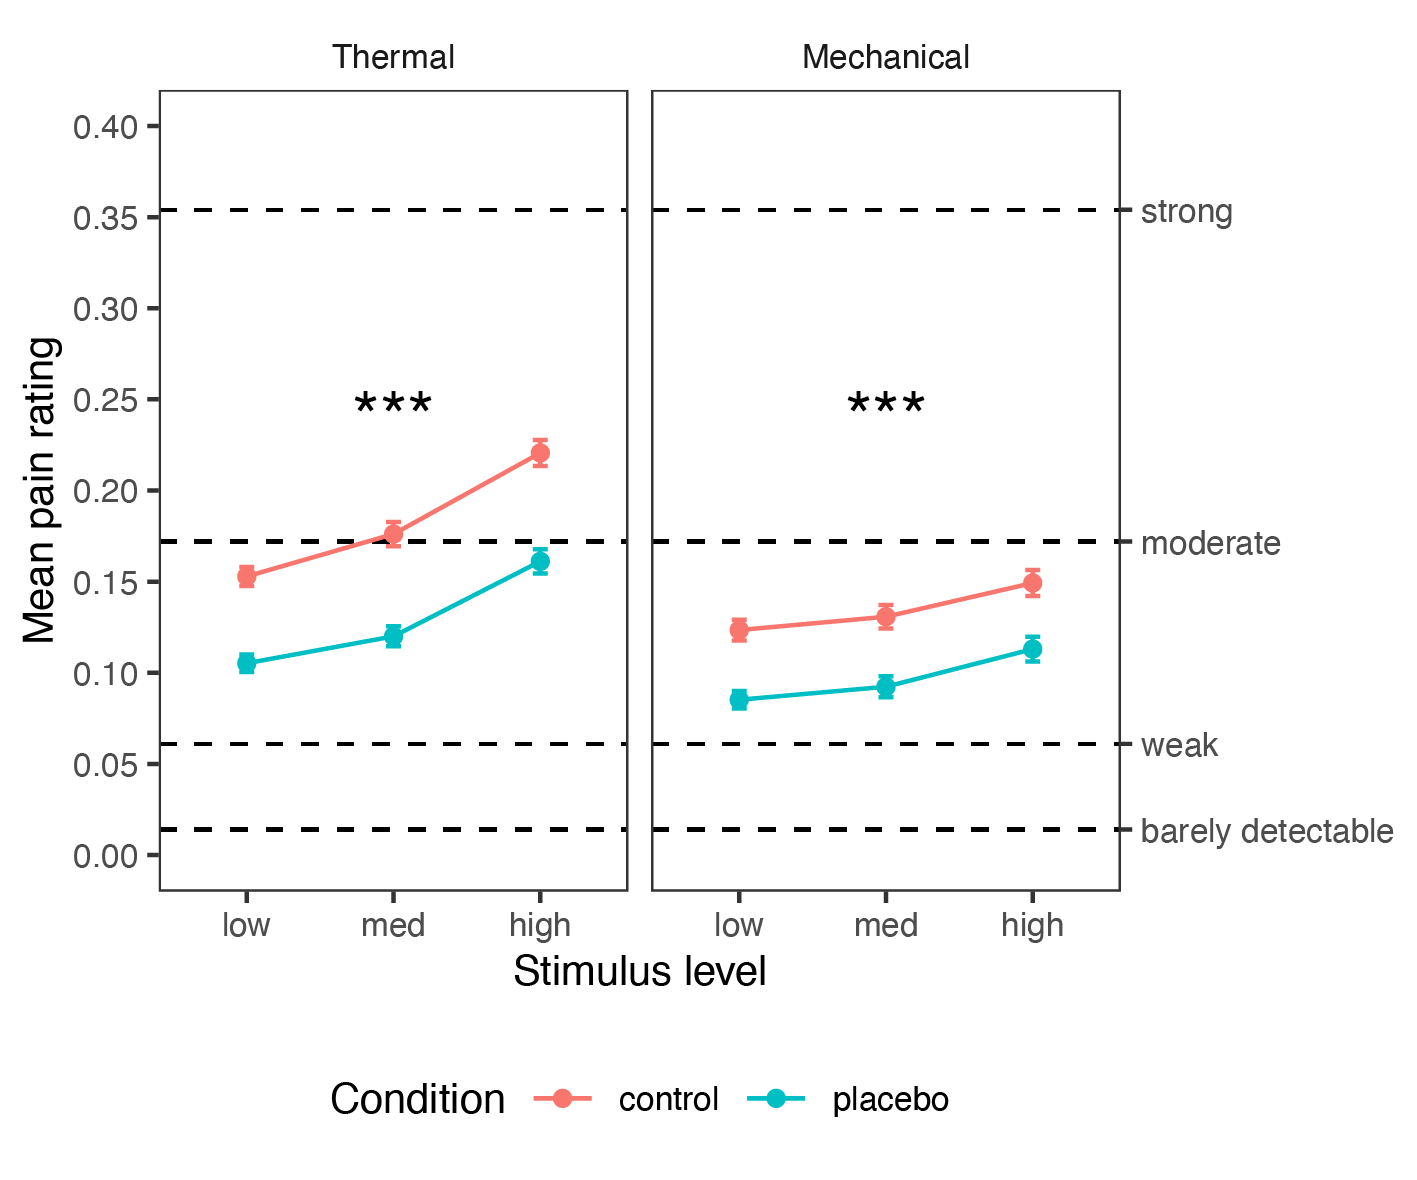 Thermal
Mechanical
Mean pain rating
0.40
0.35
0.30
0.25
0.20
0.15
0.10
0.05
0.00
***
***
strong
moderate
weak
barely detectable
low med high
low med high
Stimulus level
Condition control placebo